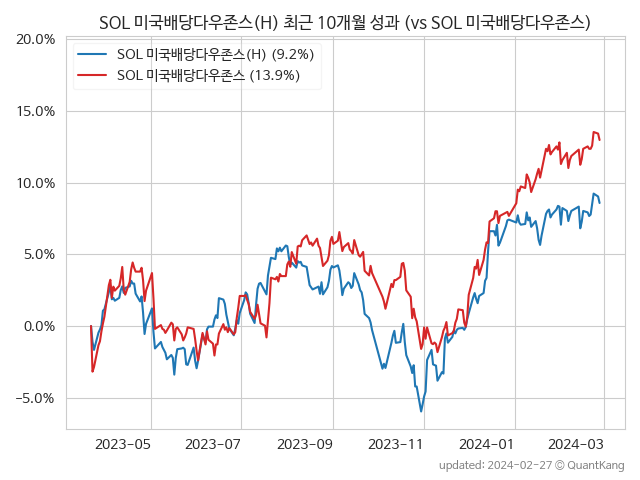 SOL 미국배당다우존스(H) 최근 10개월 성과 (vs SOL 미국배당다우존스)
20.0%
SOL 미국배당다우존스(H) (9.2%)
SOL 미국배당다우존스 (13.9%)
15.0%
10.0%
5.0%
0.0%
−5.0%
2023-05 2023-07 2023-09 2023-11 2024-01 2024-03
updated: 2024-02-27 © QuantKang